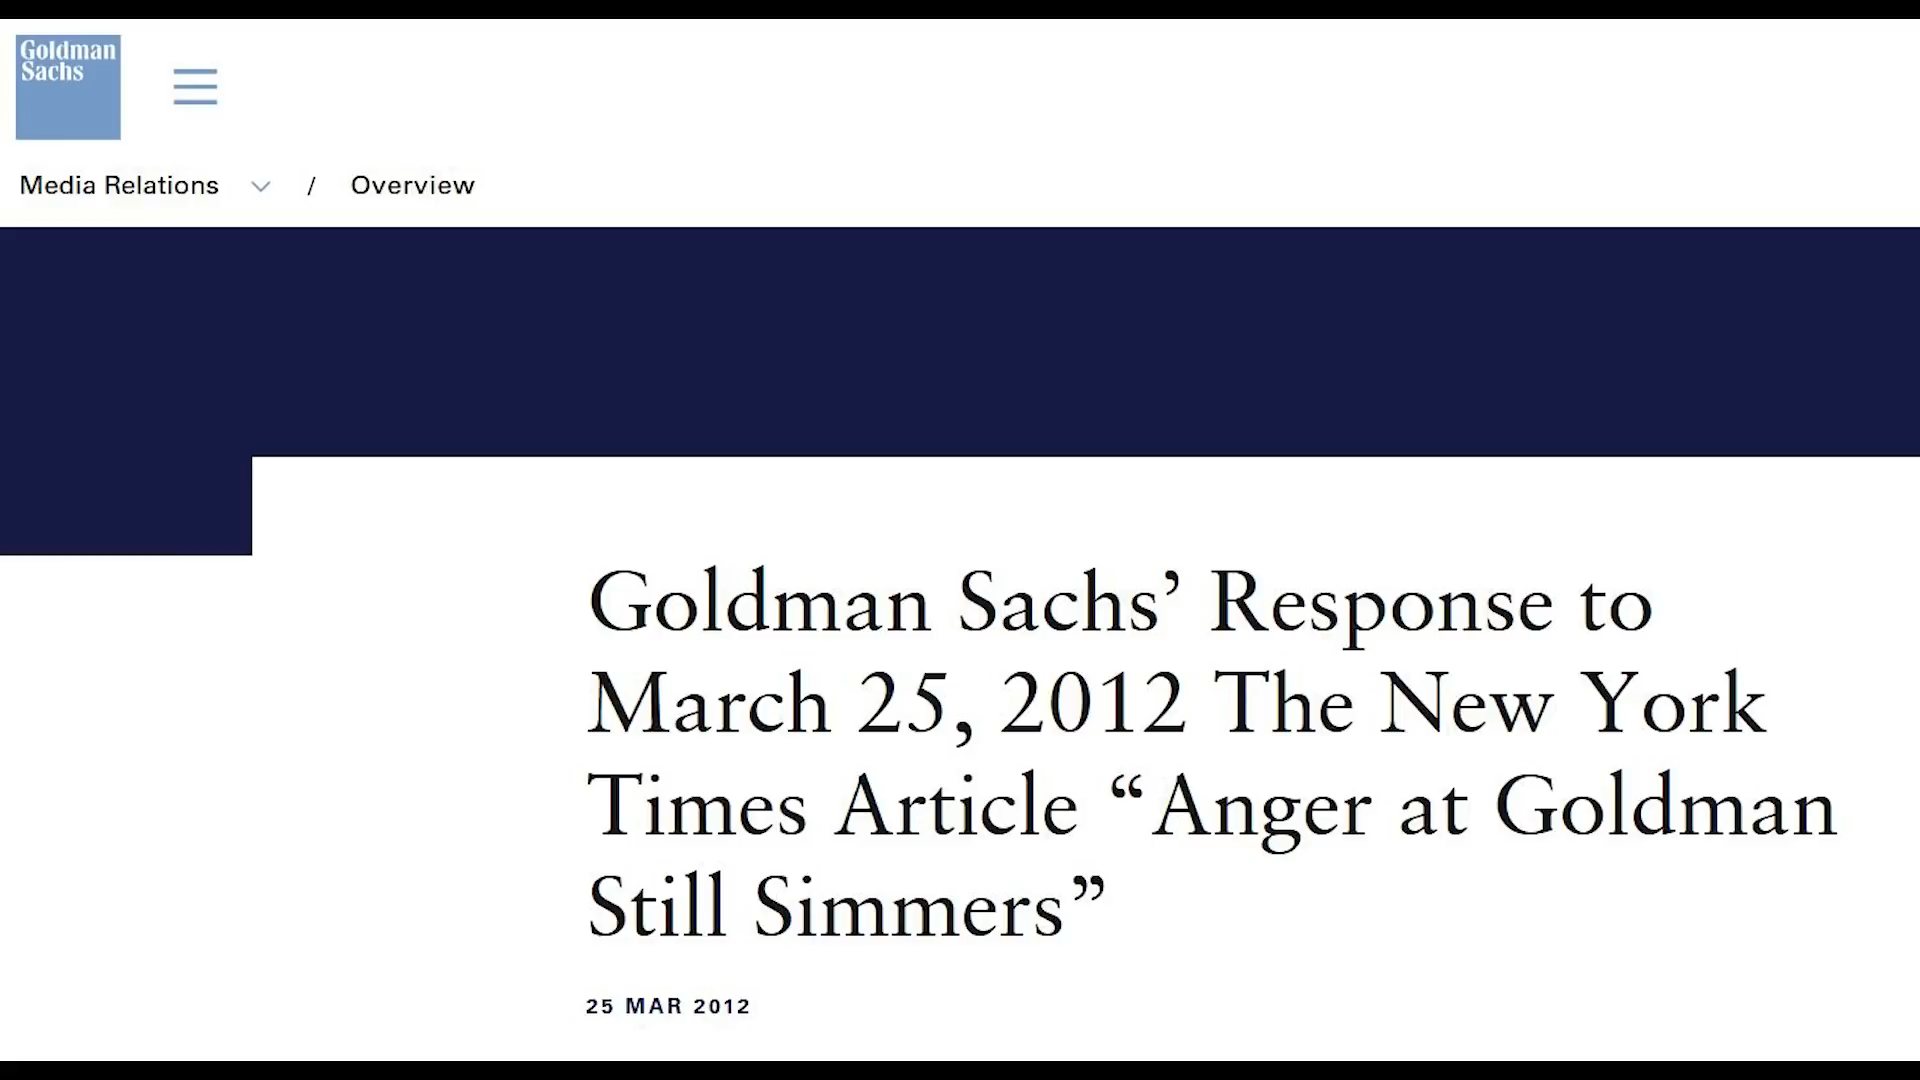 Goldman
Sachs
Media Relations / Overview
Goldman Sachs’ Response to
March 25, 2012 The New York
Times Article “Anger at Goldman
Still Simmers”
25 MAR 2012